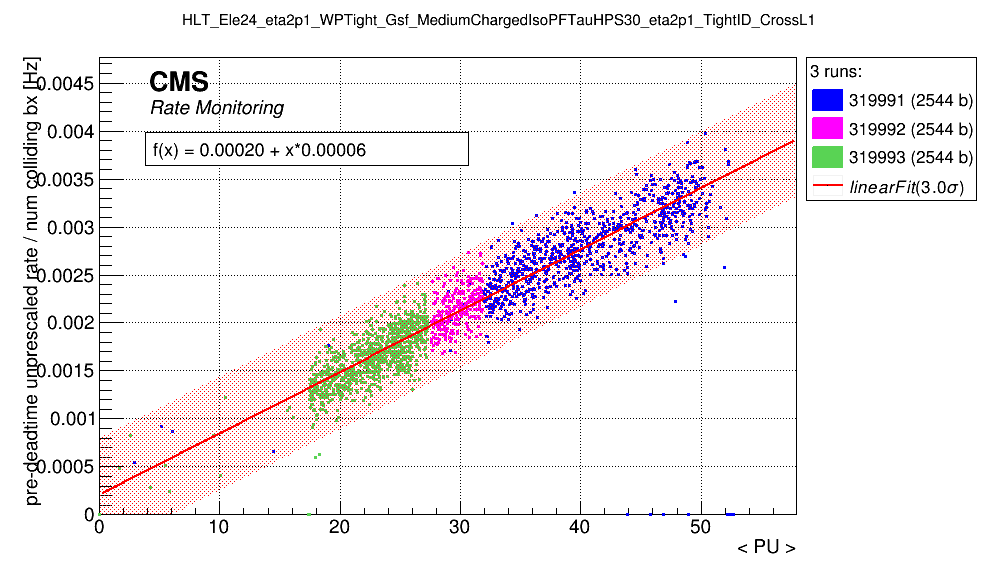 HLT_Ele24_eta2p1_WPTight_Gsf_MediumChargedIsoPFTauHPS30_eta2p1_TightID_CrossL1
pre-deadtime unprescaled rate / num colliding bx [Hz]
0.0045
0.004
0.0035
0.003
0.0025
0.002
0.0015
0.001
0.0005
0
CMS
Rate Monitoring
f(x) = 0.00020 + x*0.00006
3 runs:
319991 (2544 b)
319992 (2544 b)
319993 (2544 b)
linearFit(3.0σ)
0 10 20 30 40 50
< PU >